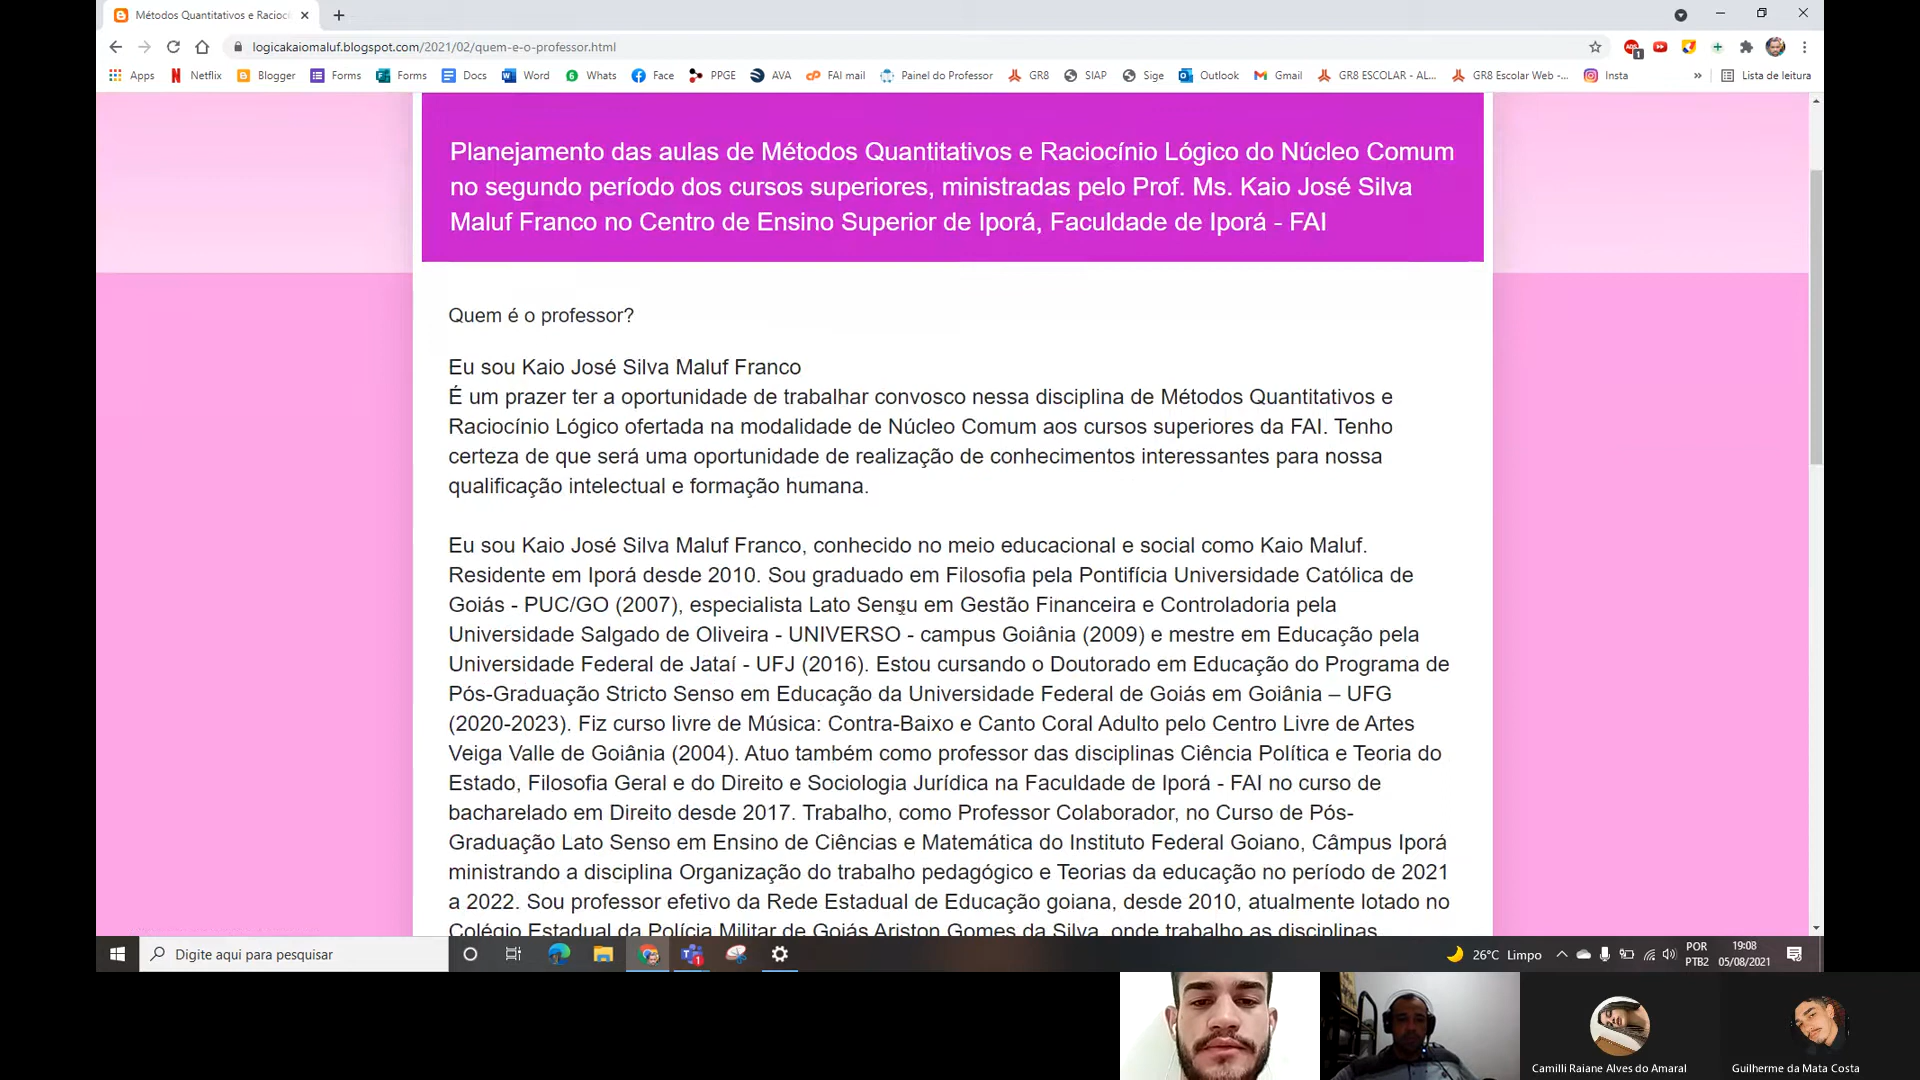 Métodos Quantitativos e Racioci
logicakaiomaluf.blogspot.com/2021/02/quem-e-o-professor.html
Apps Netflix Blogger Forms Forms Docs Word Whats Face PPGE AVA FAI mail Painel do Professor GR8 SIAP Sige Outlook Gmail GR8 ESCOLAR - AL... GR8 Escolar Web -... Insta » Lista de leitura
Planejamento das aulas de Métodos Quantitativos e Raciocínio Lógico do Núcleo Comum
no segundo período dos cursos superiores, ministradas pelo Prof. Ms. Kaio José Silva
Maluf Franco no Centro de Ensino Superior de Iporá, Faculdade de Iporá - FAI
Quem é o professor?
Eu sou Kaio José Silva Maluf Franco
É um prazer ter a oportunidade de trabalhar convosco nessa disciplina de Métodos Quantitativos e
Raciocínio Lógico ofertada na modalidade de Núcleo Comum aos cursos superiores da FAI. Tenho
certeza de que será uma oportunidade de realização de conhecimentos interessantes para nossa
qualificação intelectual e formação humana.
Eu sou Kaio José Silva Maluf Franco, conhecido no meio educacional e social como Kaio Maluf.
Residente em Iporá desde 2010. Sou graduado em Filosofia pela Pontifícia Universidade Católica de
Goiás - PUC/GO (2007), especialista Lato Sensu em Gestão Financeira e Controladoria pela
Universidade Salgado de Oliveira - UNIVERSO - campus Goiânia (2009) e mestre em Educação pela
Universidade Federal de Jataí - UFJ (2016). Estou cursando o Doutorado em Educação do Programa de
Pós-Graduação Stricto Senso em Educação da Universidade Federal de Goiás em Goiânia – UFG
(2020-2023). Fiz curso livre de Música: Contra-Baixo e Canto Coral Adulto pelo Centro Livre de Artes
Veiga Valle de Goiânia (2004). Atuo também como professor das disciplinas Ciência Política e Teoria do
Estado, Filosofia Geral e do Direito e Sociologia Jurídica na Faculdade de Iporá - FAI no curso de
bacharelado em Direito desde 2017. Trabalho, como Professor Colaborador, no Curso de Pós-
Graduação Lato Senso em Ensino de Ciências e Matemática do Instituto Federal Goiano, Câmpus Iporá
ministrando a disciplina Organização do trabalho pedagógico e Teorias da educação no período de 2021
a 2022. Sou professor efetivo da Rede Estadual de Educação goiana, desde 2010, atualmente lotado no
Colégio Estadual da Polícia Militar de Goiás Ariston Gomes da Silva, onde trabalho as disciplinas
Digite aqui para pesquisar
26°C Limpo
POR
PTB2
19:08
05/08/2021
Camilli Raiane Alves do Amaral
Guilherme da Mata Costa